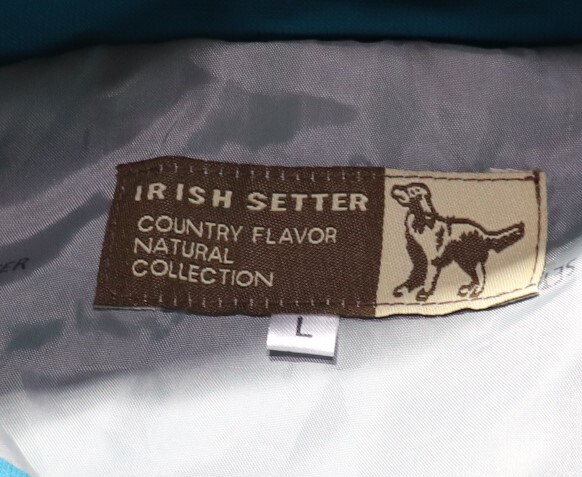 IRISH SETTER
COUNTRY FLAVOR
NATURAL
COLLECTION
L